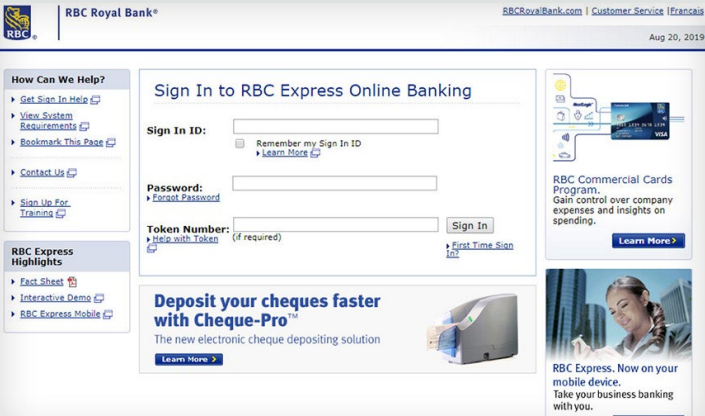 RBC
RBC Royal Bank®
RBCRoyalBank.com | Customer Service |Francais
Aug 20, 2019
How Can We Help?
Get Sign In Help
View System
Requirements
Bookmark This Page
Contact Us
Sign Up For
Training
RBC Express
Highlights
Fact Sheet
Interactive Demo
RBC Express Mobile
Sign In to RBC Express Online Banking
Sign In ID:
Remember my Sign In ID
Learn More
Password:
Forgot Password
Token Number:
(if required)
Help with Token
Sign In
First Time Sign
In?
Deposit your cheques faster
with Cheque-Pro™
The new electronic cheque depositing solution
Learn More >
VISA
RBC Commercial Cards
Program.
Gain control over company
expenses and insights on
spending.
Learn More>
RBC Express. Now on your
mobile device.
Take your business banking
with you.